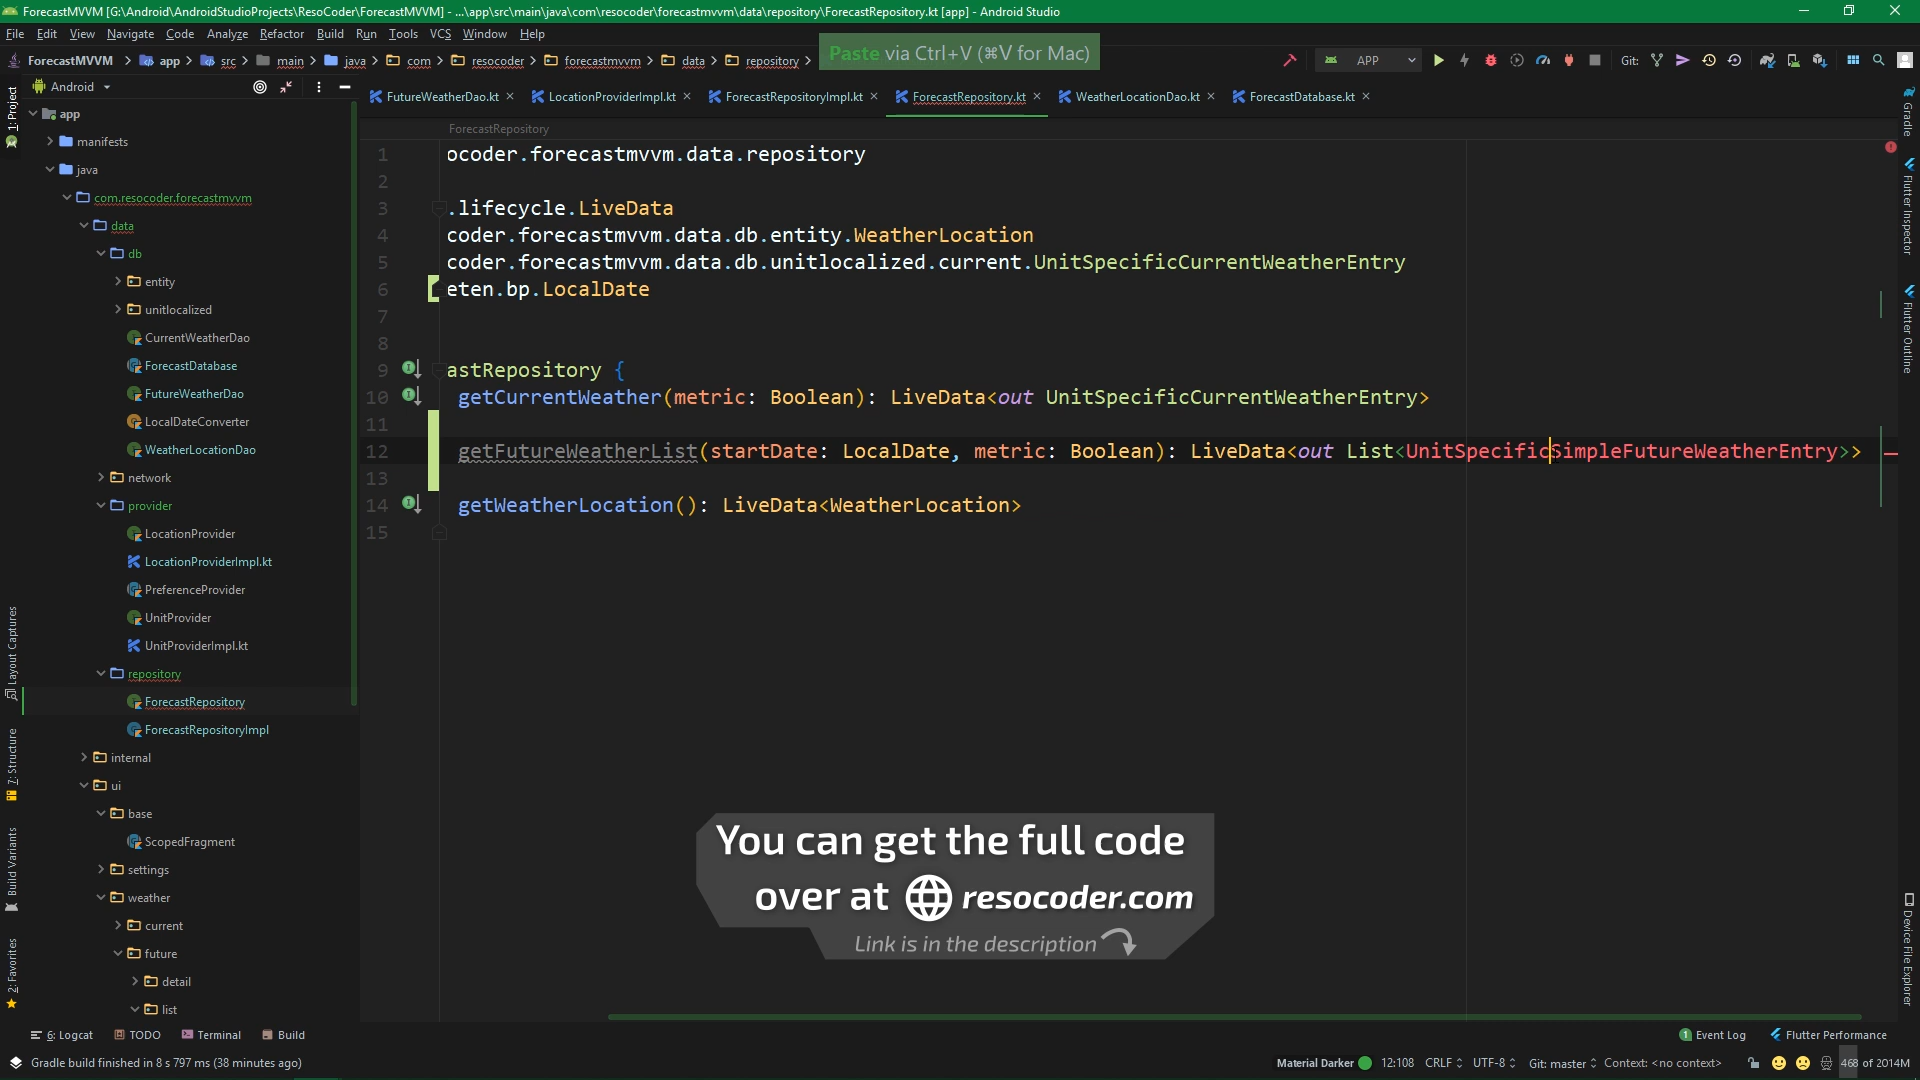 ForecastMVVM [G:\Android\AndroidStudioProjects\ResoCoder\ForecastMVVM] - ...\app\src\main\java\com\resocoder\forecastmvvm\data\repository\ForecastRepository.kt [app] - Android Studio
File Edit View Navigate Code Analyze Refactor Build Run Tools VCS Window Help
Paste via Ctrl+V (⌘V for Mac)
ForecastMVVM app src main java com resocoder forecastmvvm data repository
APP Git:
Android
FutureWeatherDao.kt LocationProviderImpl.kt ForecastRepositoryImpl.kt ForecastRepository.kt WeatherLocationDao.kt ForecastDatabase.kt
ForecastRepository
1 ocoder.forecastmvvm.data.repository
2
3 .lifecycle.LiveData
4 coder.forecastmvvm.data.db.entity.WeatherLocation
5 coder.forecastmvvm.data.db.unitlocalized.current.UnitSpecificCurrentWeatherEntry
6 eten.bp.LocalDate
7
8
9 astRepository {
10 getCurrentWeather(metric: Boolean): LiveData<out UnitSpecificCurrentWeatherEntry>
11
12 getFutureWeatherList(startDate: LocalDate, metric: Boolean): LiveData<out List<UnitSpecificSimpleFutureWeatherEntry>>
13
14 getWeatherLocation(): LiveData<WeatherLocation>
15
app
manifests
java
com.resocoder.forecastmvvm
data
db
entity
unitlocalized
CurrentWeatherDao
ForecastDatabase
FutureWeatherDao
LocalDateConverter
WeatherLocationDao
network
provider
LocationProvider
LocationProviderImpl.kt
PreferenceProvider
UnitProvider
UnitProviderImpl.kt
repository
ForecastRepository
ForecastRepositoryImpl
internal
ui
base
ScopedFragment
settings
weather
current
future
detail
list
1: Project
Layout Captures
7: Structure
Build Variants
2: Favorites
Gradle
Flutter Inspector
Flutter Outline
Device File Explorer
You can get the full code
over at resocoder.com
Link is in the description
6: Logcat TODO Terminal Build
1 Event Log Flutter Performance
Gradle build finished in 8 s 797 ms (38 minutes ago)
Material Darker 12:108 CRLF UTF-8 Git: master Context: <no context> 468 of 2014M